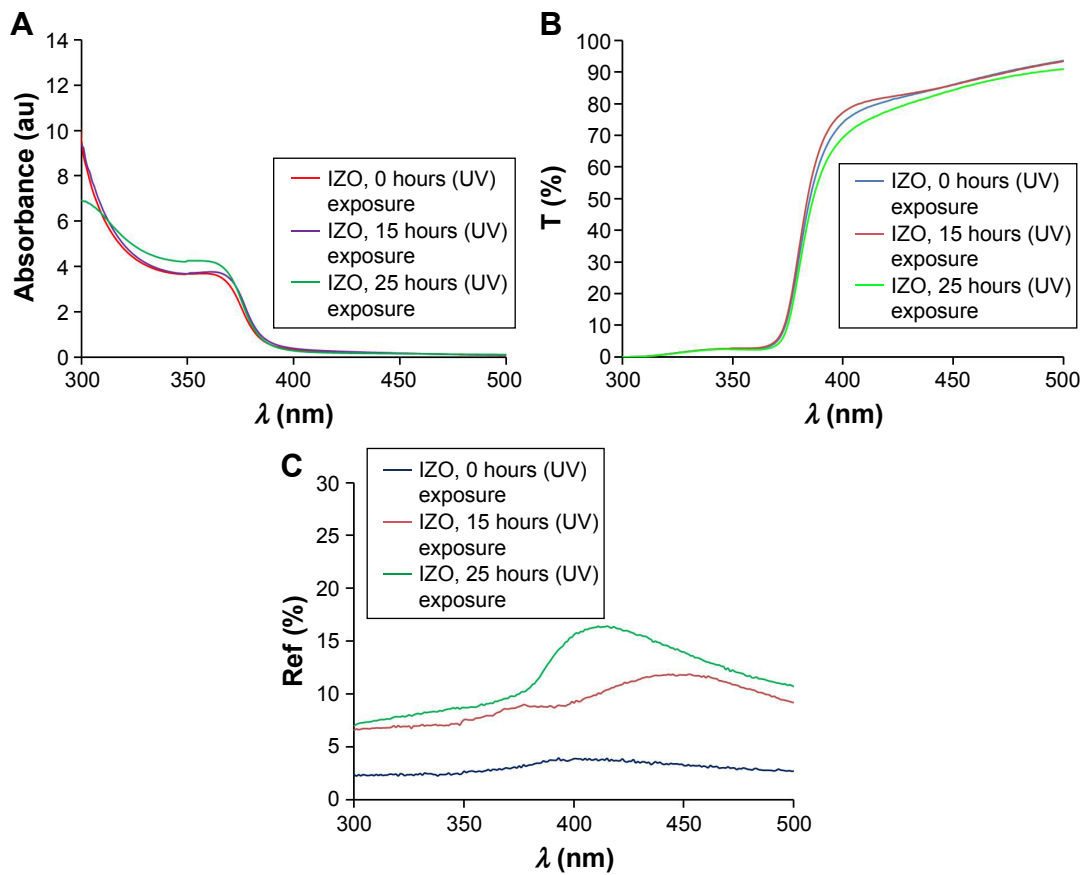 A
Absorbance (au)
14
12
10
8
6
4
2
0
300
350
400
450
500
λ (nm)
IZO, 0 hours (UV)
exposure
IZO, 15 hours (UV)
exposure
IZO, 25 hours (UV)
exposure
B
T (%)
100
90
80
70
60
50
40
30
20
10
0
300
350
400
450
500
λ (nm)
IZO, 0 hours (UV)
exposure
IZO, 15 hours (UV)
exposure
IZO, 25 hours (UV)
exposure
C
Ref (%)
30
25
20
15
10
5
0
300
350
400
450
500
λ (nm)
IZO, 0 hours (UV)
exposure
IZO, 15 hours (UV)
exposure
IZO, 25 hours (UV)
exposure